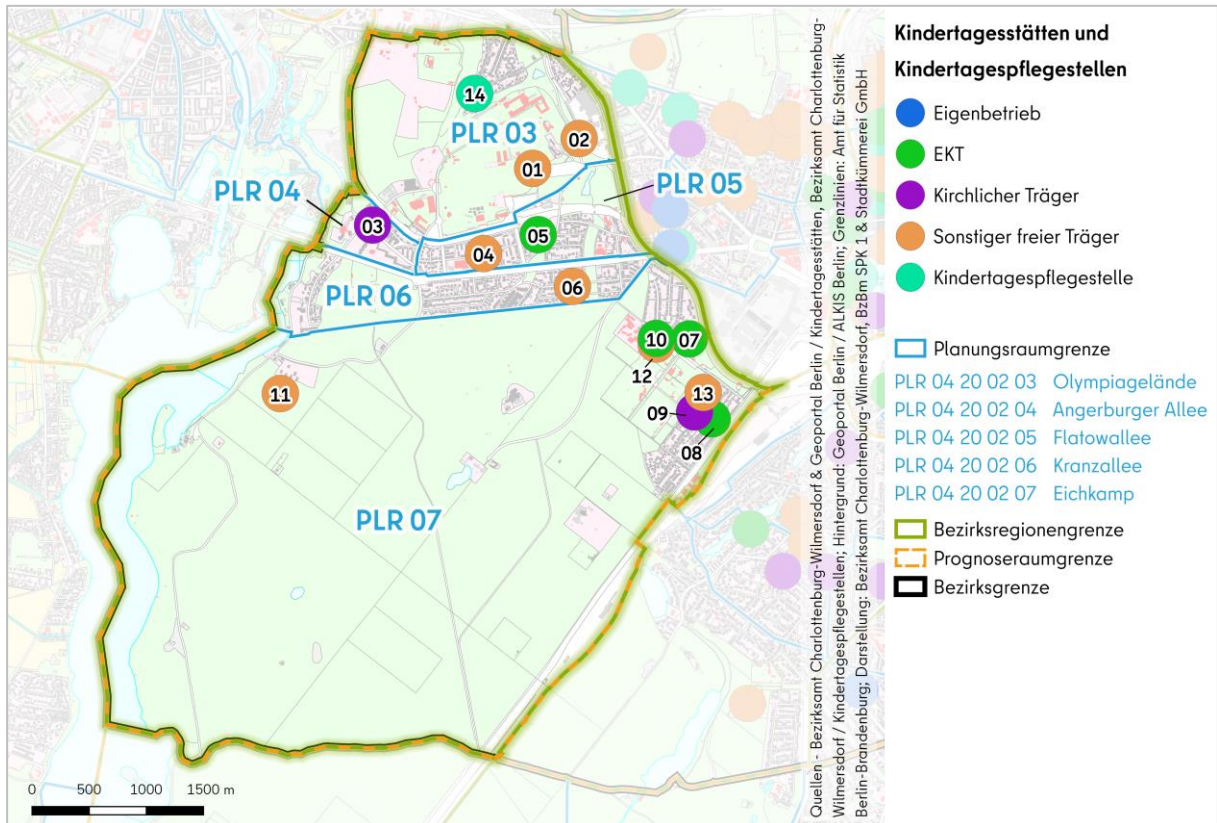 14
PLR 03
02
01
PLR 04
PLR 05
03
05
04
PLR 06
06
10
07
12
11
13
09
08
PLR 07
0 500 1000 1500 m
Quellen - Bezirksamt Charlottenburg-Wilmersdorf & Geoportal Berlin / Kindertagesstätten, Bezirksamt Charlottenburg-
Wilmersdorf / Kindertagespflegestellen; Hintergrund: Geoportal Berlin / ALKIS Berlin; Grenzlinien: Amt für Statistik
Berlin-Brandenburg; Darstellung: Bezirksamt Charlottenburg-Wilmersdorf, BzBm SPK 1 & Stadtkümmerei GmbH
Kindertagesstätten und
Kindertagespflegestellen
Eigenbetrieb
EKT
Kirchlicher Träger
Sonstiger freier Träger
Kindertagespflegestelle
Planungsraumgrenze
PLR 04 20 02 03 Olympiagelände
PLR 04 20 02 04 Angerburger Allee
PLR 04 20 02 05 Flatowallee
PLR 04 20 02 06 Kranzallee
PLR 04 20 02 07 Eichkamp
Bezirksregionengrenze
Prognoseraumgrenze
Bezirksgrenze